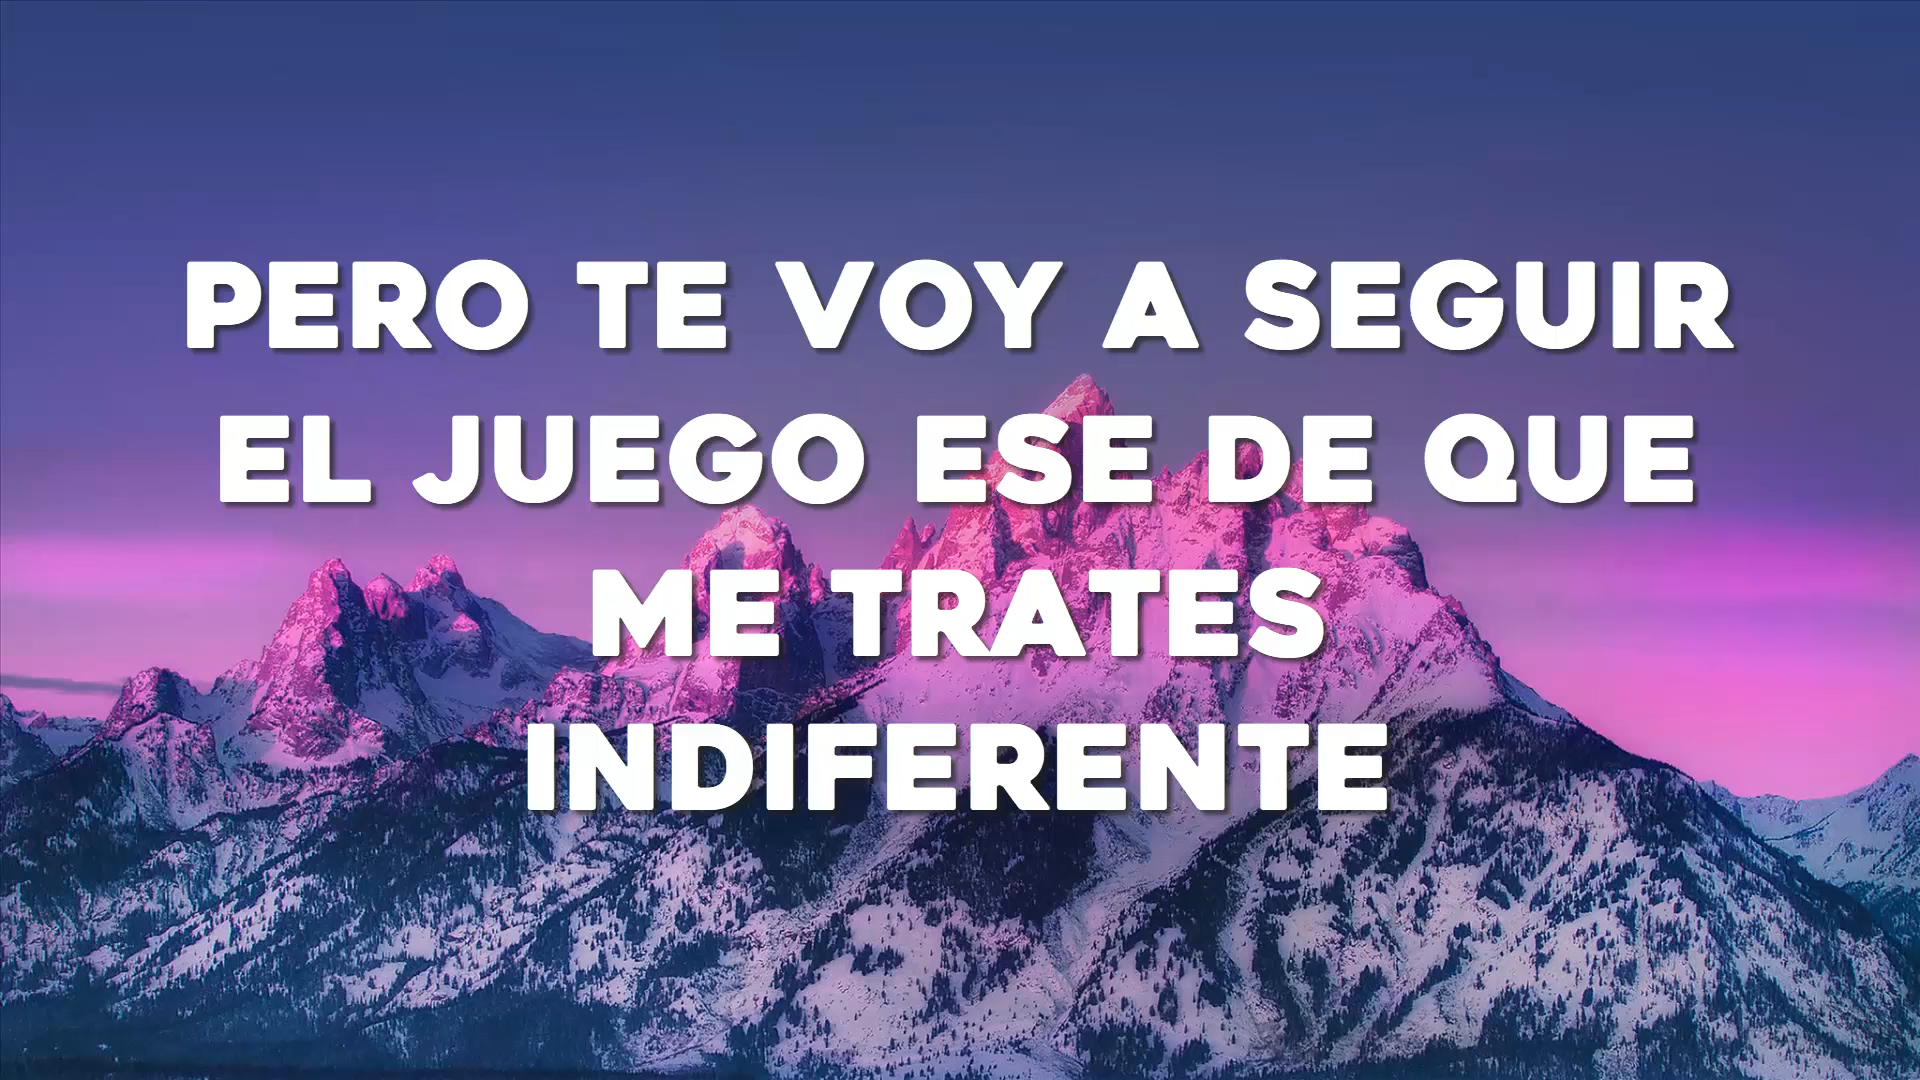 PERO TE VOY A SEGUIR
EL JUEGO ESE DE QUE
ME TRATES
INDIFERENTE